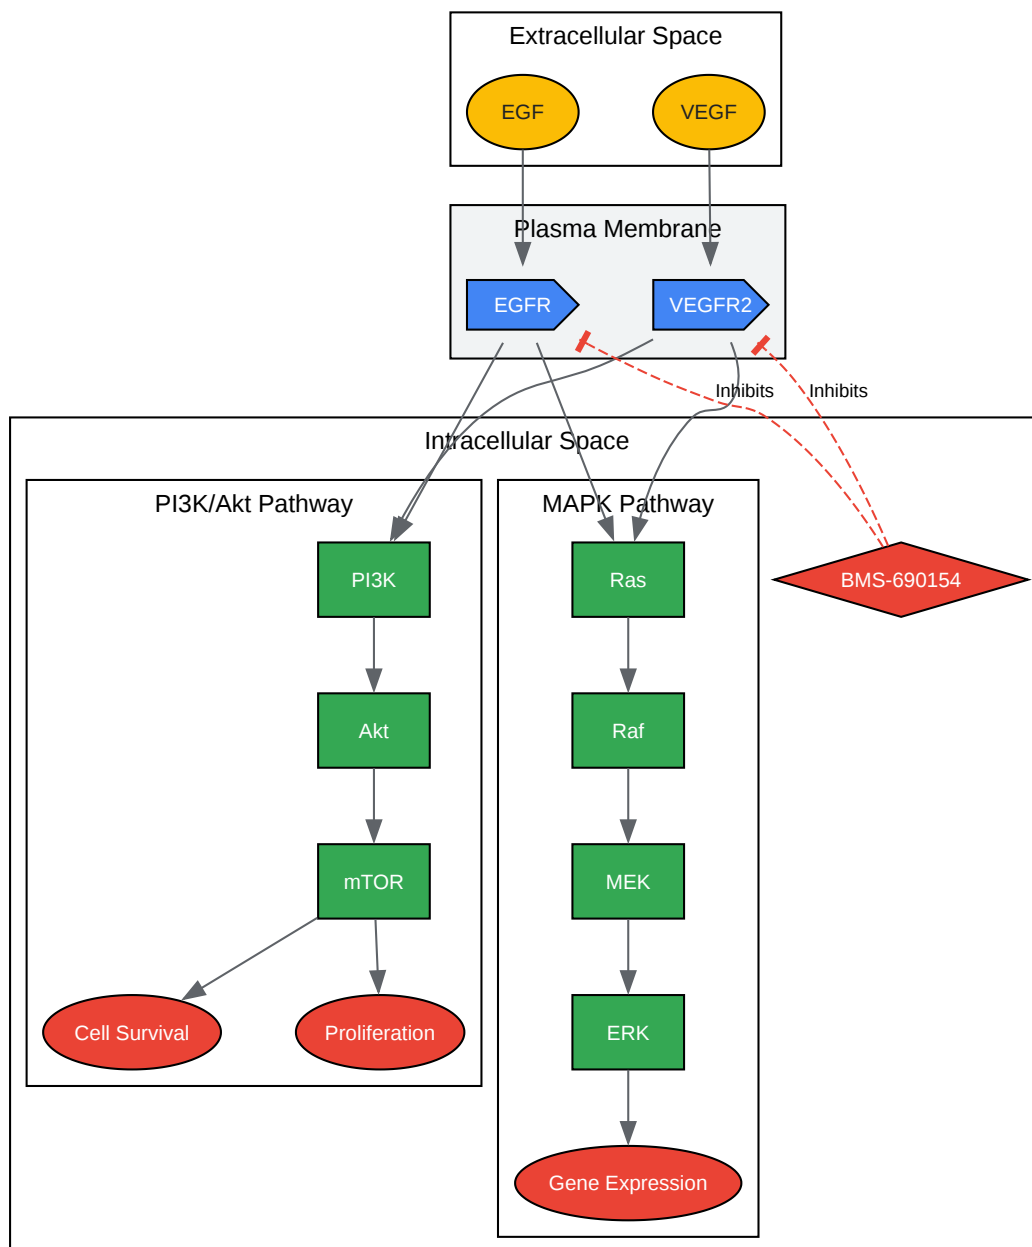 Extracellular Space
EGF
VEGF
Plasma Membrane
EGFR
VEGFR2
Inhibits
Inhibits
Intracellular Space
PI3K/Akt Pathway
MAPK Pathway
PI3K
Ras
BMS-690154
Akt
Raf
mTOR
MEK
Cell Survival
Proliferation
ERK
Gene Expression